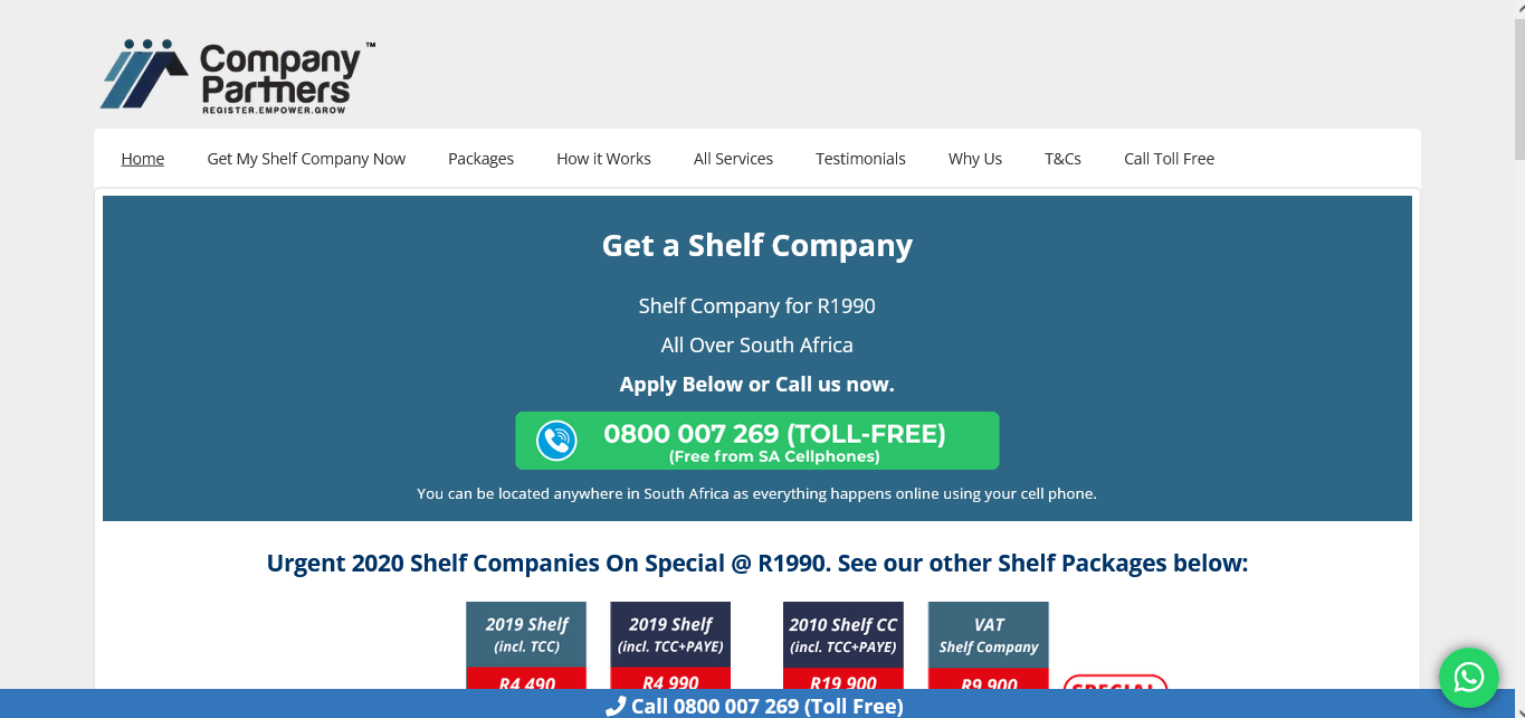 Company
Partners
™
REGISTER.EMPOWER.GROW
Home Get My Shelf Company Now Packages How it Works All Services Testimonials Why Us T&Cs Call Toll Free
Get a Shelf Company
Shelf Company for R1990
All Over South Africa
Apply Below or Call us now.
0800 007 269 (TOLL-FREE)
(Free from SA Cellphones)
You can be located anywhere in South Africa as everything happens online using your cell phone.
Urgent 2020 Shelf Companies On Special @ R1990. See our other Shelf Packages below:
2019 Shelf
(incl. TCC)
R4 490
2019 Shelf
(incl. TCC+PAYE)
R4 990
2010 Shelf CC
(incl. TCC+PAYE)
R19 900
VAT
Shelf Company
R9 900
SPECIAL
Call 0800 007 269 (Toll Free)